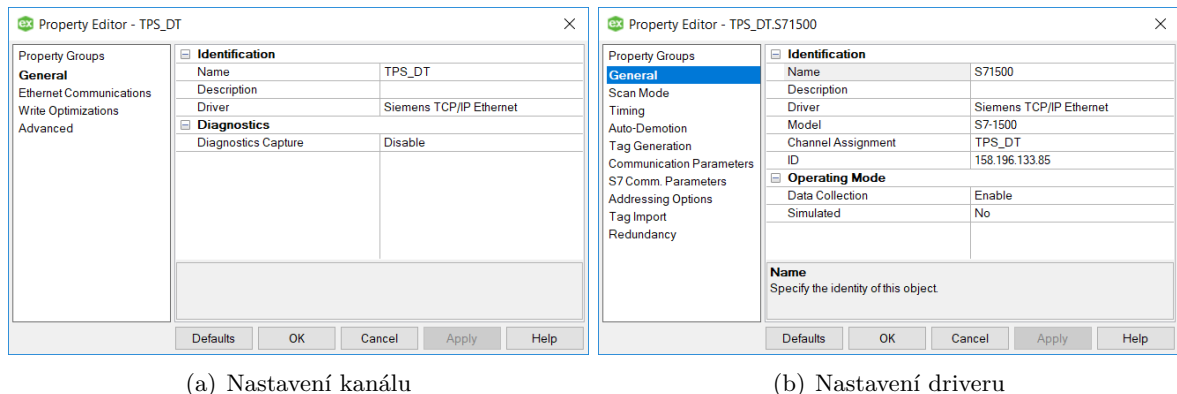 ex Property Editor - TPS_DT
Property Groups
General
Ethernet Communications
Write Optimizations
Advanced
Identification
Name TPS_DT
Description
Driver Siemens TCP/IP Ethernet
Diagnostics
Diagnostics Capture Disable
Defaults OK Cancel Apply Help
(a) Nastavení kanálu
ex Property Editor - TPS_DT.S71500
Property Groups
General
Scan Mode
Timing
Auto-Demotion
Tag Generation
Communication Parameters
S7 Comm. Parameters
Addressing Options
Tag Import
Redundancy
Identification
Name S71500
Description
Driver Siemens TCP/IP Ethernet
Model S7-1500
Channel Assignment TPS_DT
ID 158.196.133.85
Operating Mode
Data Collection Enable
Simulated No
Name
Specify the identity of this object.
Defaults OK Cancel Apply Help
(b) Nastavení driveru